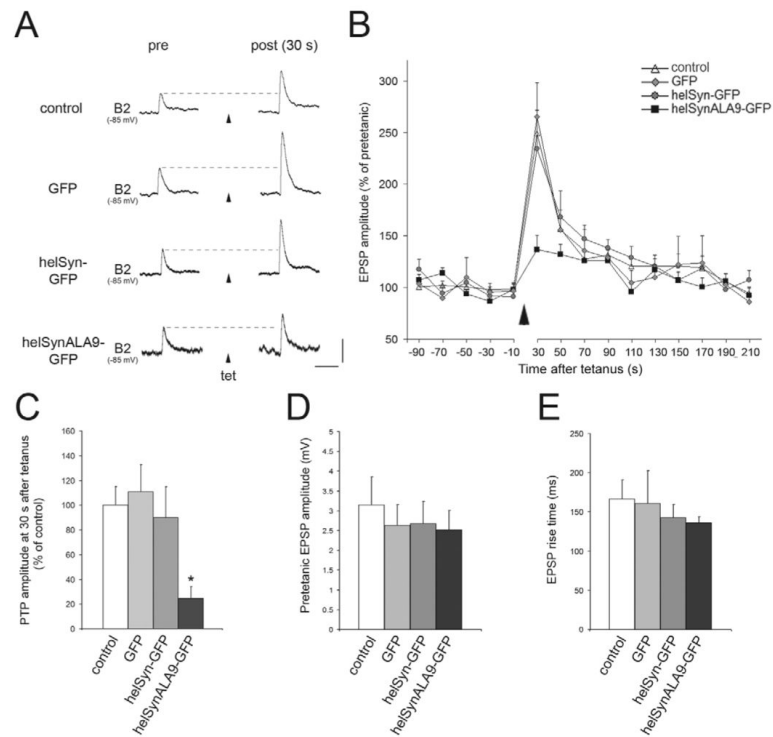 A
pre
post (30 s)
control
B2
(-85 mV)
GFP
B2
(-85 mV)
helSyn-
GFP
B2
(-85 mV)
helSynALA9-
GFP
B2
(-85 mV)
tet
B
control
GFP
helSyn-GFP
helSynALA9-GFP
EPSP amplitude (% of pretetanic)
300
250
200
150
100
50
-90 -70 -50 -30 -10 30 50 70 90 110 130 150 170 190 210
Time after tetanus (s)
C
PTP amplitude at 30 s after tetanus
(% of control)
160
140
120
100
80
60
40
20
0
*
control
GFP
helSyn-GFP
helSynALA9-GFP
D
Pretetanic EPSP amplitude (mV)
5
4.5
4
3.5
3
2.5
2
1.5
1
0.5
0
control
GFP
helSyn-GFP
helSynALA9-GFP
E
EPSP rise time (ms)
250
200
150
100
50
0
control
GFP
helSyn-GFP
helSynALA9-GFP